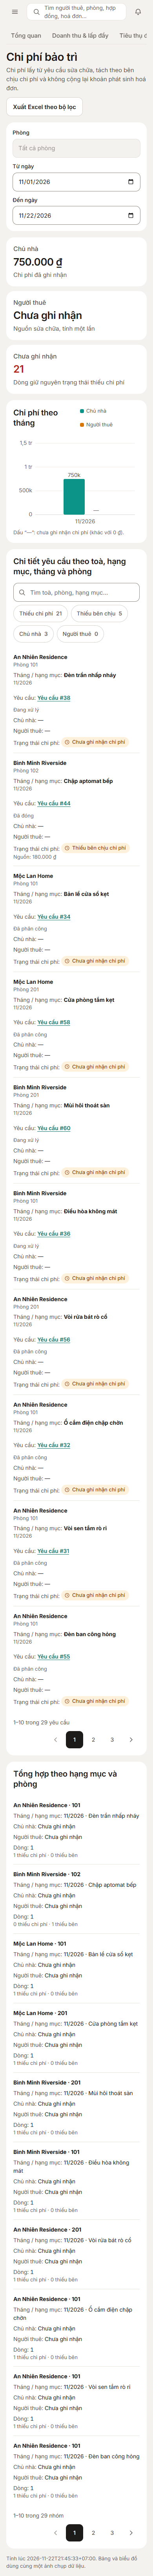 Tìm người thuê, phòng, hợp đồng, hoá đơn...
Tổng quan Doanh thu & lấp đầy Tiêu thụ đ
Chi phí bảo trì
Chi phí lấy từ yêu cầu sửa chữa, tách theo bên chịu chi phí và không cộng lại khoản phát sinh hoá đơn.
Xuất Excel theo bộ lọc
Phòng
Tất cả phòng
Từ ngày
11/01/2026
Đến ngày
11/22/2026
Chủ nhà
750.000 ₫
Chi phí đã ghi nhận
Người thuê
Chưa ghi nhận
Nguồn sửa chữa, tính một lần
Chưa ghi nhận
21
Dòng giữ nguyên trạng thái thiếu chi phí
Chi phí theo tháng
Chủ nhà
Người thuê
1,5 tr
1 tr
500k
0
750k
—
11/2026
Dấu "—": chưa ghi nhận chi phí (khác với 0 ₫).
Chi tiết yêu cầu theo toà, hạng mục, tháng và phòng
Tìm toà, phòng, hạng mục...
Thiếu chi phí 21
Thiếu bên chịu 5
Chủ nhà 3
Người thuê 0
An Nhiên Residence
Phòng 101
Tháng / hạng mục: Đèn trần nhấp nháy
11/2026
Yêu cầu: Yêu cầu #38
Đang xử lý
Chủ nhà: —
Người thuê: —
Trạng thái chi phí: Chưa ghi nhận chi phí
Bình Minh Riverside
Phòng 102
Tháng / hạng mục: Chập aptomat bếp
11/2026
Yêu cầu: Yêu cầu #44
Đã đóng
Chủ nhà: —
Người thuê: —
Trạng thái chi phí: Thiếu bên chịu chi phí
Nguồn: 180.000 ₫
Mộc Lan Home
Phòng 101
Tháng / hạng mục: Bản lề cửa sổ kẹt
11/2026
Yêu cầu: Yêu cầu #34
Đã phân công
Chủ nhà: —
Người thuê: —
Trạng thái chi phí: Chưa ghi nhận chi phí
Mộc Lan Home
Phòng 201
Tháng / hạng mục: Cửa phòng tắm kẹt
11/2026
Yêu cầu: Yêu cầu #58
Đã phân công
Chủ nhà: —
Người thuê: —
Trạng thái chi phí: Chưa ghi nhận chi phí
Bình Minh Riverside
Phòng 201
Tháng / hạng mục: Mùi hôi thoát sàn
11/2026
Yêu cầu: Yêu cầu #60
Đang xử lý
Chủ nhà: —
Người thuê: —
Trạng thái chi phí: Chưa ghi nhận chi phí
Bình Minh Riverside
Phòng 101
Tháng / hạng mục: Điều hòa không mát
11/2026
Yêu cầu: Yêu cầu #36
Đang xử lý
Chủ nhà: —
Người thuê: —
Trạng thái chi phí: Chưa ghi nhận chi phí
An Nhiên Residence
Phòng 201
Tháng / hạng mục: Vòi rửa bát rò cổ
11/2026
Yêu cầu: Yêu cầu #56
Đã phân công
Chủ nhà: —
Người thuê: —
Trạng thái chi phí: Chưa ghi nhận chi phí
An Nhiên Residence
Phòng 101
Tháng / hạng mục: Ổ cắm điện chập chờn
11/2026
Yêu cầu: Yêu cầu #32
Đã phân công
Chủ nhà: —
Người thuê: —
Trạng thái chi phí: Chưa ghi nhận chi phí
An Nhiên Residence
Phòng 101
Tháng / hạng mục: Vòi sen tắm rò rỉ
11/2026
Yêu cầu: Yêu cầu #31
Đã phân công
Chủ nhà: —
Người thuê: —
Trạng thái chi phí: Chưa ghi nhận chi phí
An Nhiên Residence
Phòng 101
Tháng / hạng mục: Đèn ban công hỏng
11/2026
Yêu cầu: Yêu cầu #55
Đã phân công
Chủ nhà: —
Người thuê: —
Trạng thái chi phí: Chưa ghi nhận chi phí
1–10 trong 29 yêu cầu
1 2 3
Tổng hợp theo hạng mục và phòng
An Nhiên Residence · 101
Tháng / hạng mục: 11/2026 · Đèn trần nhấp nháy
Chủ nhà: Chưa ghi nhận
Người thuê: Chưa ghi nhận
Dòng: 1
1 thiếu chi phí · 0 thiếu bên
Bình Minh Riverside · 102
Tháng / hạng mục: 11/2026 · Chập aptomat bếp
Chủ nhà: Chưa ghi nhận
Người thuê: Chưa ghi nhận
Dòng: 1
0 thiếu chi phí · 1 thiếu bên
Mộc Lan Home · 101
Tháng / hạng mục: 11/2026 · Bản lề cửa sổ kẹt
Chủ nhà: Chưa ghi nhận
Người thuê: Chưa ghi nhận
Dòng: 1
1 thiếu chi phí · 0 thiếu bên
Mộc Lan Home · 201
Tháng / hạng mục: 11/2026 · Cửa phòng tắm kẹt
Chủ nhà: Chưa ghi nhận
Người thuê: Chưa ghi nhận
Dòng: 1
1 thiếu chi phí · 0 thiếu bên
Bình Minh Riverside · 201
Tháng / hạng mục: 11/2026 · Mùi hôi thoát sàn
Chủ nhà: Chưa ghi nhận
Người thuê: Chưa ghi nhận
Dòng: 1
1 thiếu chi phí · 0 thiếu bên
Bình Minh Riverside · 101
Tháng / hạng mục: 11/2026 · Điều hòa không mát
Chủ nhà: Chưa ghi nhận
Người thuê: Chưa ghi nhận
Dòng: 1
1 thiếu chi phí · 0 thiếu bên
An Nhiên Residence · 201
Tháng / hạng mục: 11/2026 · Vòi rửa bát rò cổ
Chủ nhà: Chưa ghi nhận
Người thuê: Chưa ghi nhận
Dòng: 1
1 thiếu chi phí · 0 thiếu bên
An Nhiên Residence · 101
Tháng / hạng mục: 11/2026 · Ổ cắm điện chập chờn
Chủ nhà: Chưa ghi nhận
Người thuê: Chưa ghi nhận
Dòng: 1
1 thiếu chi phí · 0 thiếu bên
An Nhiên Residence · 101
Tháng / hạng mục: 11/2026 · Vòi sen tắm rò rỉ
Chủ nhà: Chưa ghi nhận
Người thuê: Chưa ghi nhận
Dòng: 1
1 thiếu chi phí · 0 thiếu bên
An Nhiên Residence · 101
Tháng / hạng mục: 11/2026 · Đèn ban công hỏng
Chủ nhà: Chưa ghi nhận
Người thuê: Chưa ghi nhận
Dòng: 1
1 thiếu chi phí · 0 thiếu bên
1–10 trong 29 nhóm
1 2 3
Tính lúc 2026-11-22T21:45:33+07:00. Bảng và biểu đồ dùng cùng một ảnh chụp dữ liệu.